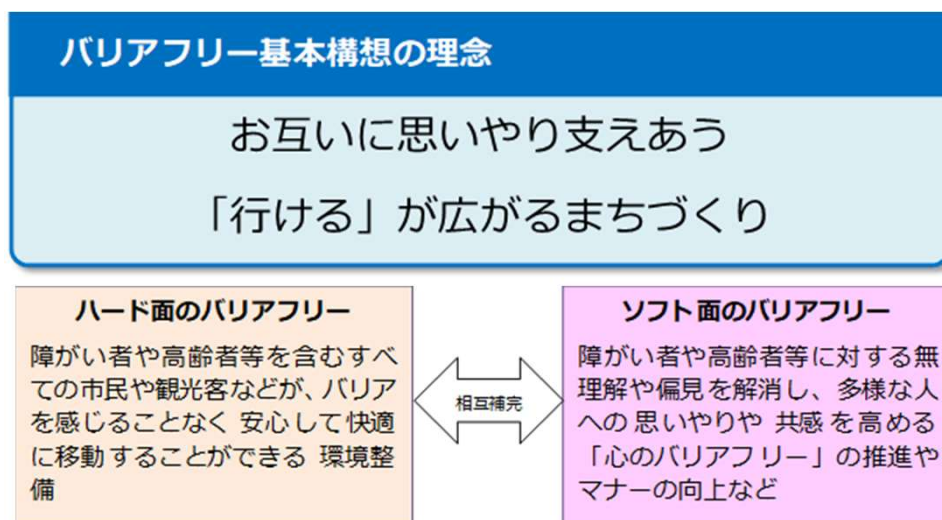 バリアフリー基本構想の理念
お互いに思いやり支えあう
「行ける」が広がるまちづくり
ハード面のバリアフリー
障がい者や高齢者等を含むすべ
ての市民や観光客などが、バリア
を感じることなく 安心して快適
に移動することができる 環境整
備
相互補完
ソフト面のバリアフリー
障がい者や高齢者等に対する無
理解や偏見を解消し、多様な人
への思いやりや 共感を高める
「心のバリアフリー」の推進や
マナーの向上など